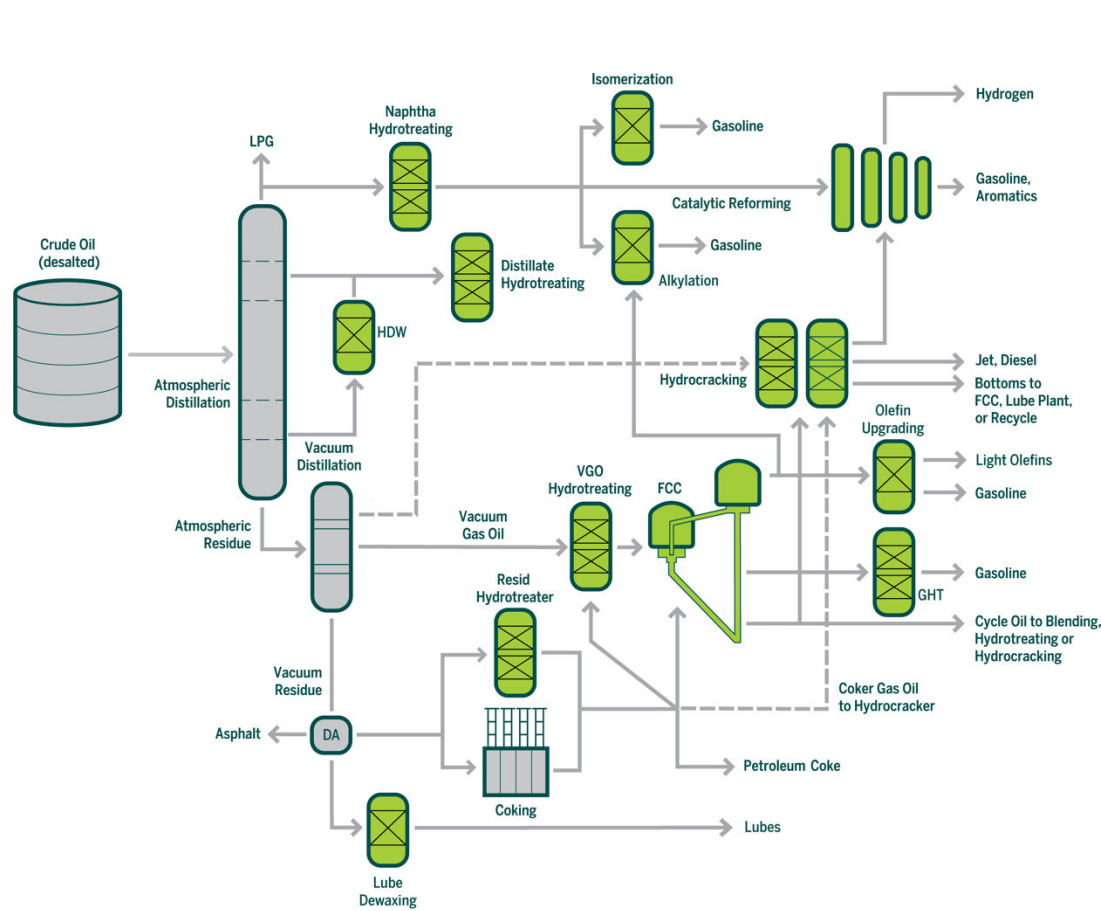 Isomerization
Hydrogen
Naphtha
Hydrotreating
Gasoline
LPG
Gasoline,
Aromatics
Catalytic Reforming
Crude Oil
(desalted)
Gasoline
Distillate
Hydrotreating
Alkylation
HDW
Jet, Diesel
Hydrocracking
Atmospheric
Distillation
Bottoms to
FCC, Lube Plant,
or Recycle
Olefin
Upgrading
Vacuum
Distillation
Light Olefins
VGO
Hydrotreating
FCC
Gasoline
Vacuum
Gas Oil
Atmospheric
Residue
Gasoline
Resid
Hydrotreater
GHT
Cycle Oil to Blending,
Hydrotreating or
Hydrocracking
Vacuum
Residue
Coker Gas Oil
to Hydrocracker
Asphalt
DA
Petroleum Coke
Coking
Lubes
Lube
Dewaxing